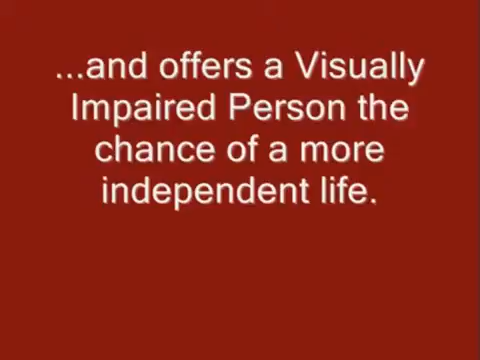 ...and offers a Visually
Impaired Person the
chance of a more
independent life.